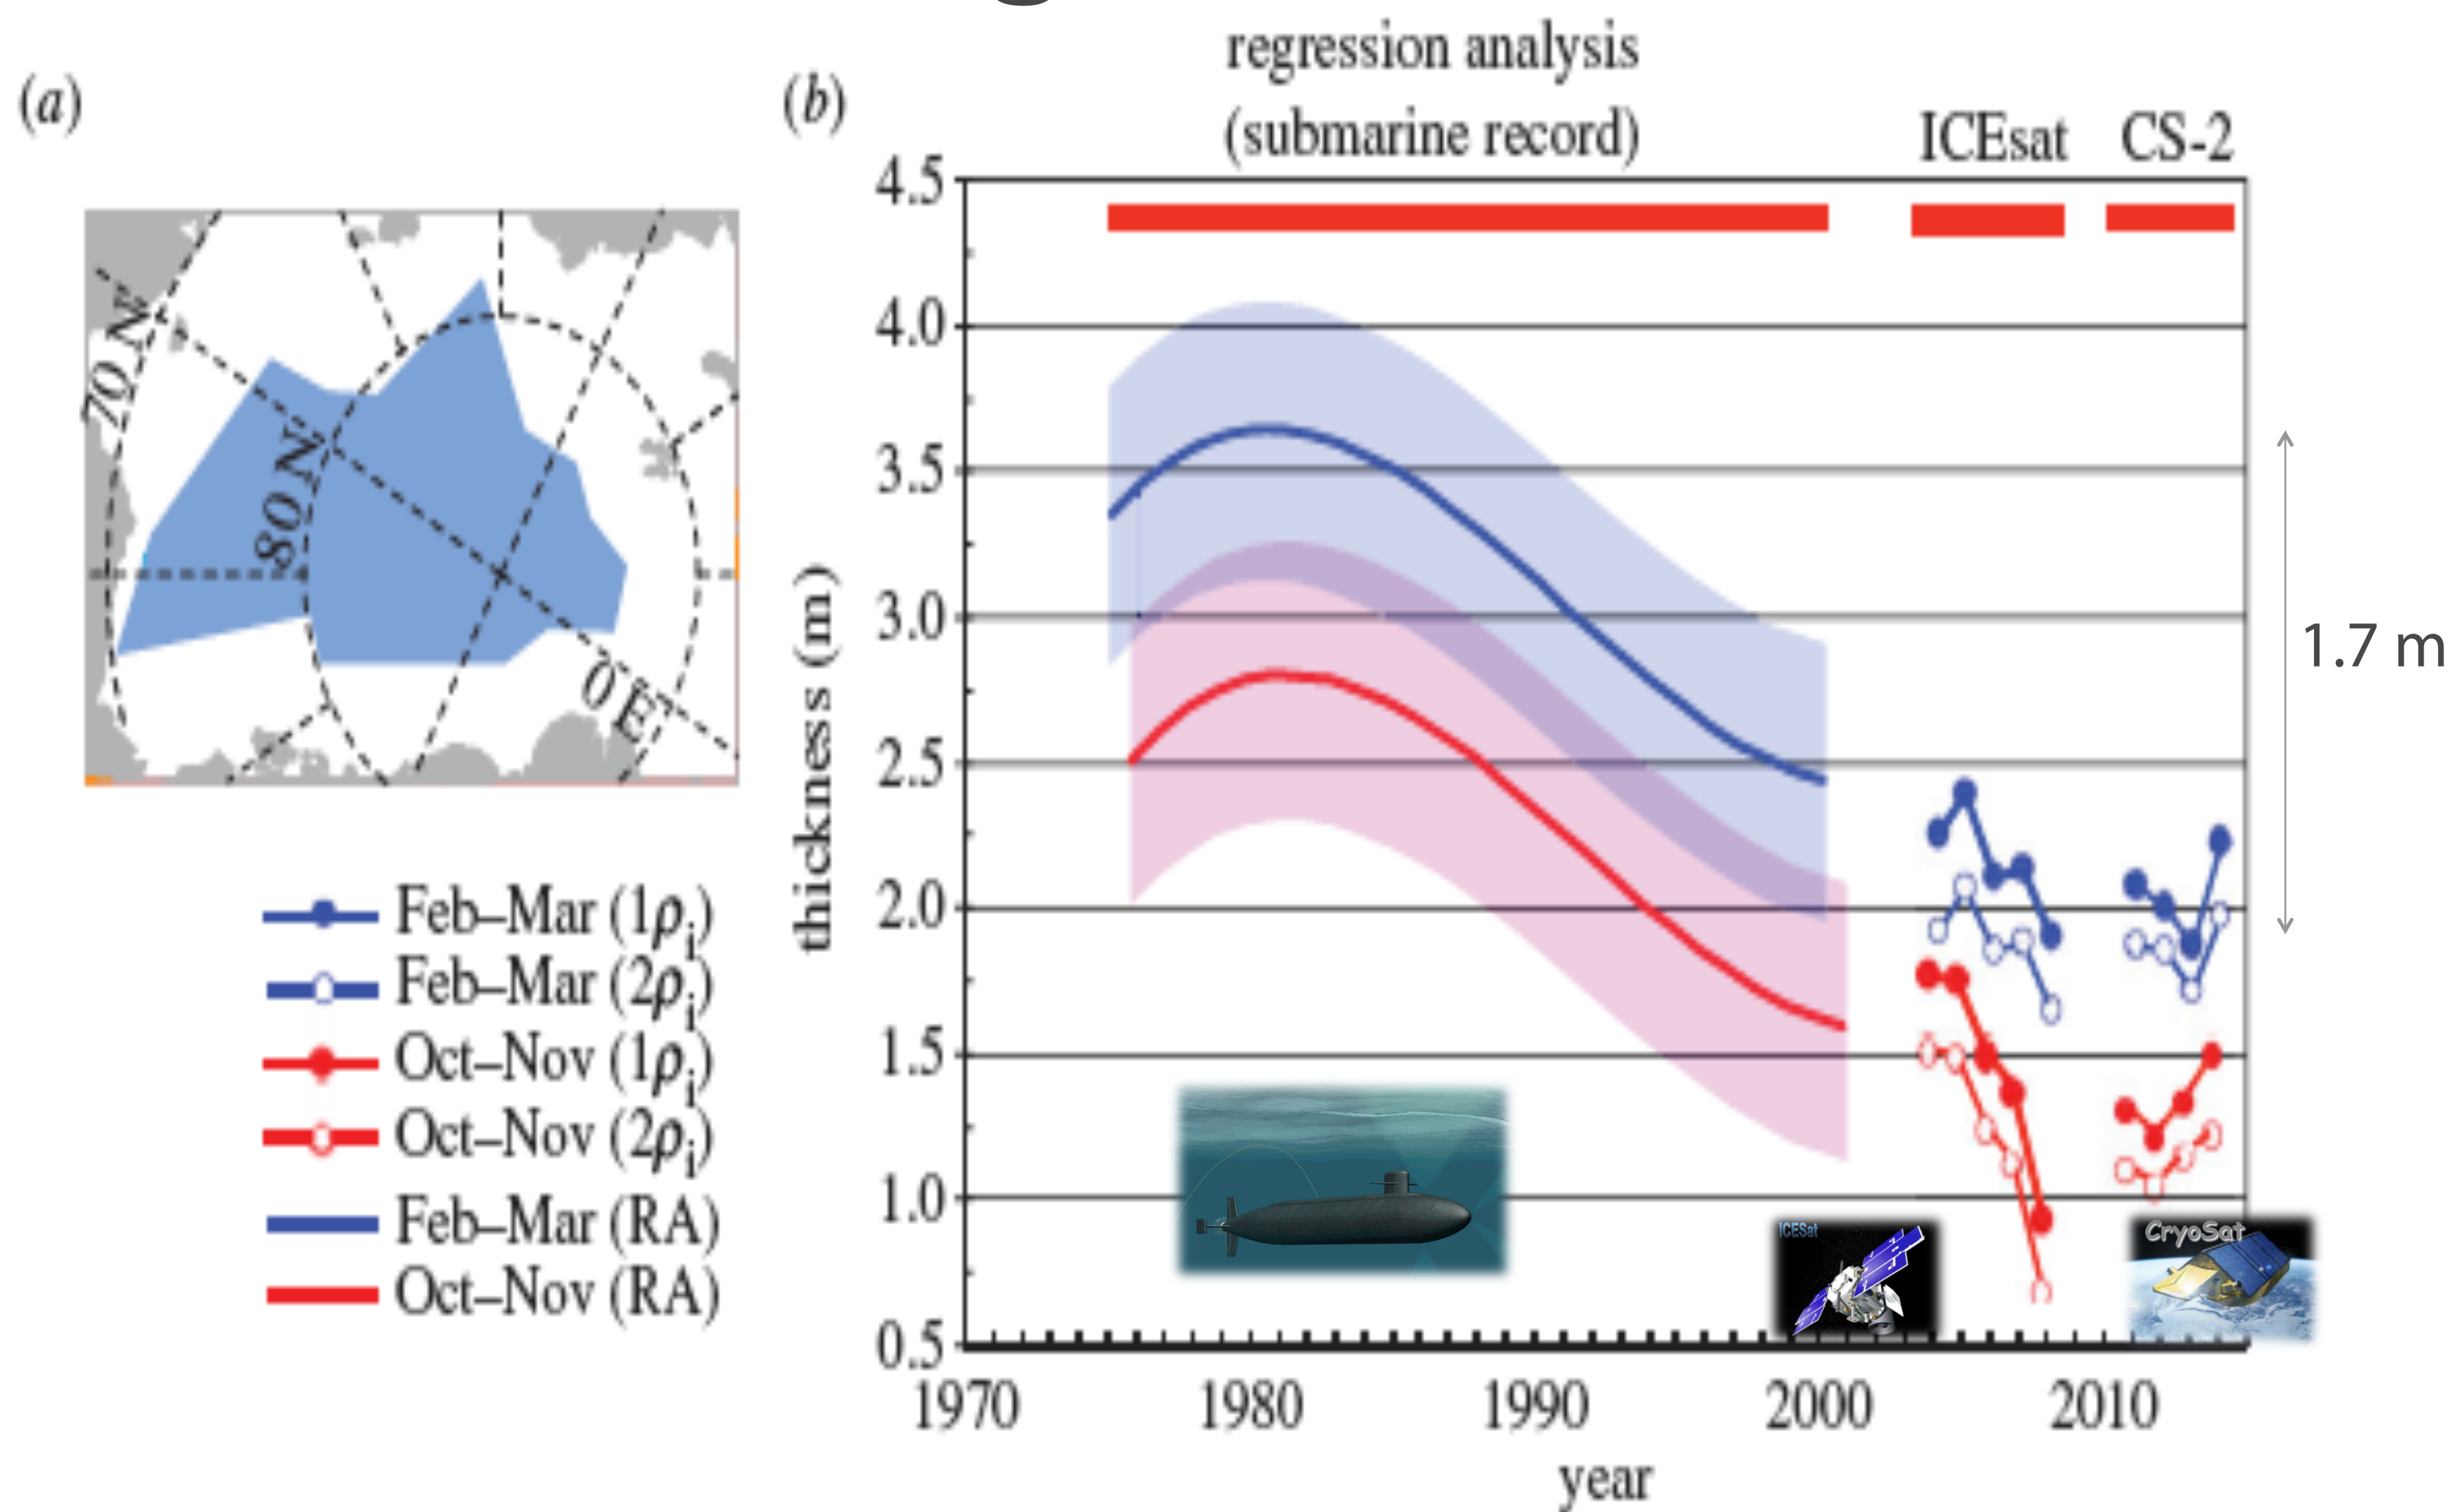 (a)
70 N
80 N
0 E
Feb–Mar (1ρi)
Feb–Mar (2ρi)
Oct–Nov (1ρi)
Oct–Nov (2ρi)
Feb–Mar (RA)
Oct–Nov (RA)
(b)
regression analysis
(submarine record)
ICEsat
CS-2
4.5
4.0
3.5
3.0
2.5
2.0
1.5
1.0
0.5
thickness (m)
1.7 m
ICESat
CryoSat
1970
1980
1990
2000
2010
year